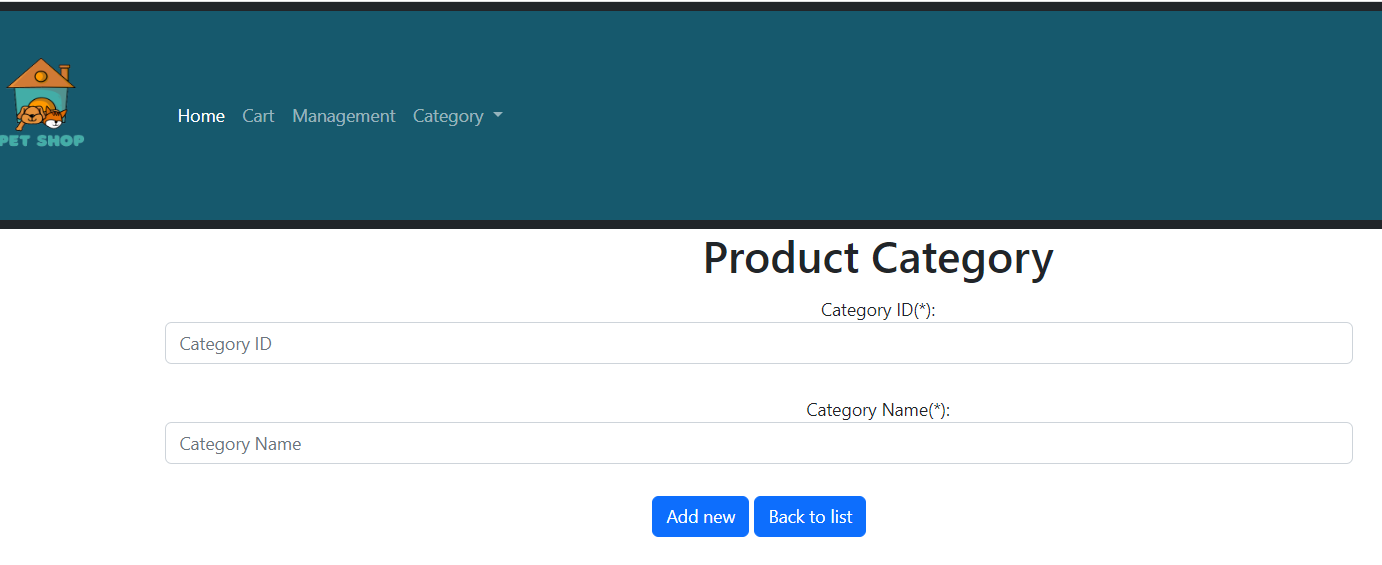 PET SHOP
Home Cart Management Category
Product Category
Category ID(*):
Category ID
Category Name(*):
Category Name
Add new Back to list